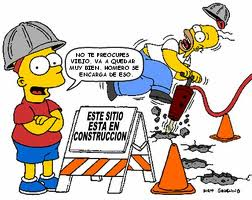 NO TE PREOCUPES
VIEJO. VA A QUEDAR
MUY BIEN. HOMERO SE
ENCARGA DE ESO.
ESTE SITIO
ESTA EN
CONSTRUCCION